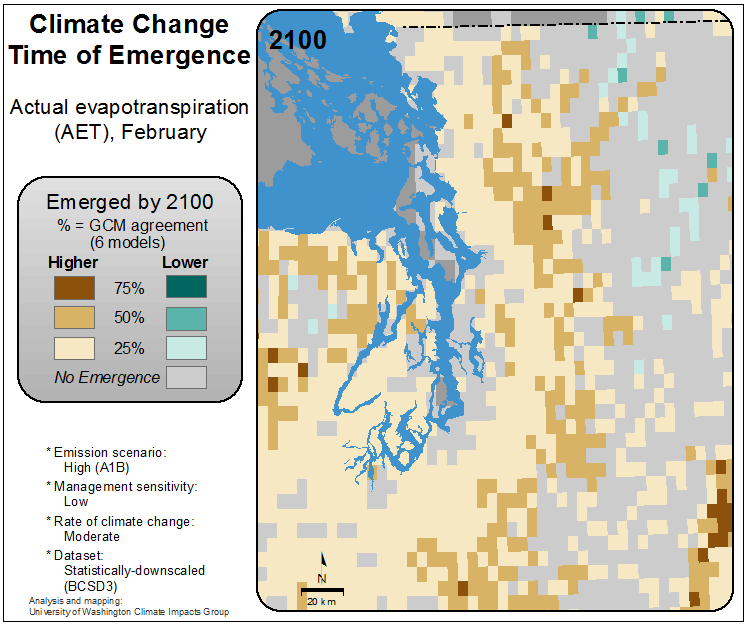 Climate Change
Time of Emergence
Actual evapotranspiration
(AET), February
Emerged by 2100
% = GCM agreement
(6 models)
Higher Lower
75%
50%
25%
No Emergence
* Emission scenario:
High (A1B)
* Management sensitivity:
Low
* Rate of climate change:
Moderate
* Dataset:
Statistically-downscaled
(BCSD3)
Analysis and mapping:
University of Washington Climate Impacts Group
2100
N
20 km